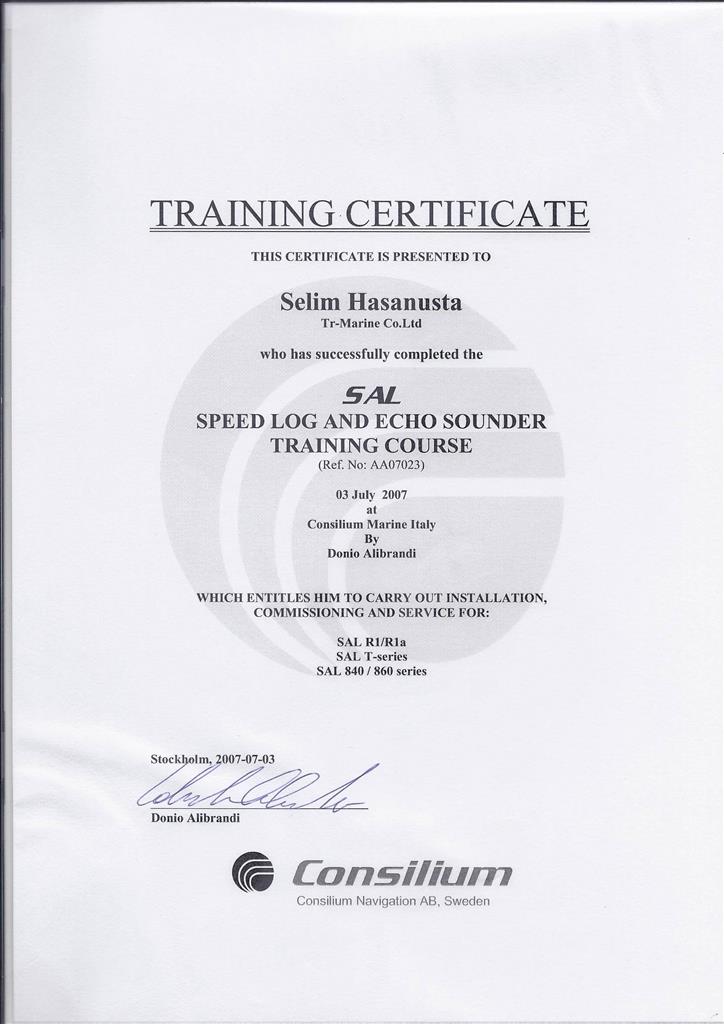 TRAINING CERTIFICATE
THIS CERTIFICATE IS PRESENTED TO
Selim Hasanusta
Tr-Marine Co.Ltd
who has successfully completed the
SAL
SPEED LOG AND ECHO SOUNDER
TRAINING COURSE
(Ref. No: AA07023)
03 July 2007
at
Consilium Marine Italy
By
Donio Alibrandi
WHICH ENTITLES HIM TO CARRY OUT INSTALLATION,
COMMISSIONING AND SERVICE FOR:
SAL R1/R1a
SAL T-series
SAL 840 / 860 series
Stockholm, 2007-07-03
Donio Alibrandi
Consilium
Consilium Navigation AB, Sweden